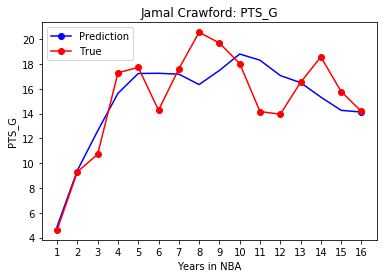 Jamal Crawford: PTS_G
Prediction
True
20
18
16
14
12
10
8
6
4
PTS_G
1 2 3 4 5 6 7 8 9 10 11 12 13 14 15 16
Years in NBA